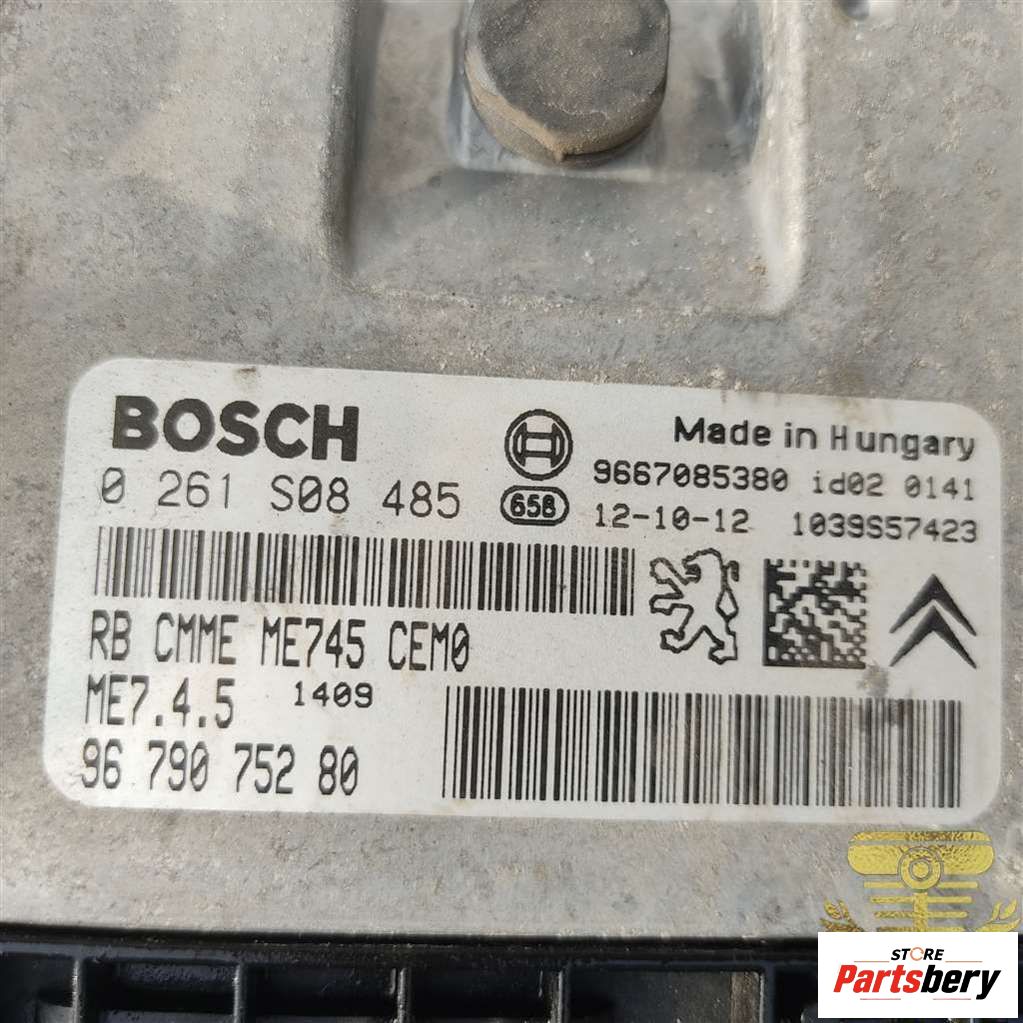 BOSCH
Made in Hungary
0 261 S08 485
9667085380 id02 0141
658
12-10-12 1039S57423
RB CMME ME745 CEM0
ME7.4.5 1409
96 790 752 80
STORE
Partsbery